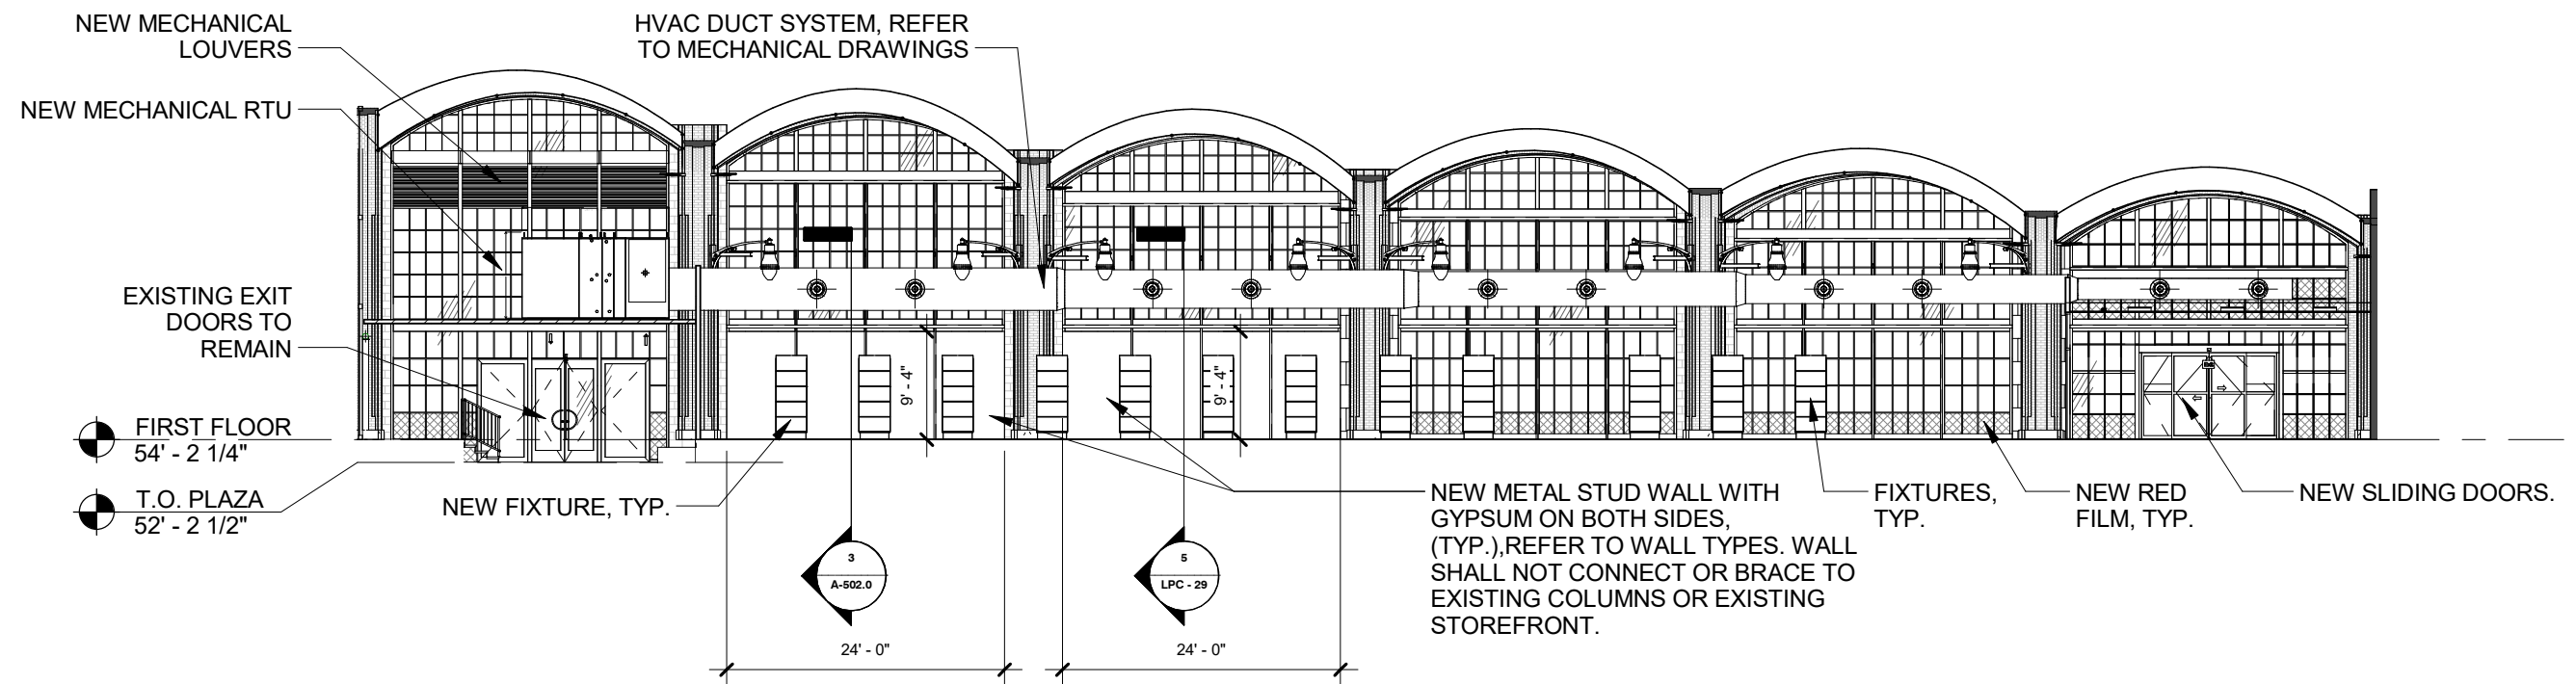 NEW MECHANICAL
LOUVERS
HVAC DUCT SYSTEM, REFER
TO MECHANICAL DRAWINGS
NEW MECHANICAL RTU
EXISTING EXIT
DOORS TO
REMAIN
9' - 4"
9' - 4"
FIRST FLOOR
54' - 2 1/4"
T.O. PLAZA
52' - 2 1/2"
NEW FIXTURE, TYP.
NEW METAL STUD WALL WITH
GYPSUM ON BOTH SIDES,
(TYP.),REFER TO WALL TYPES. WALL
SHALL NOT CONNECT OR BRACE TO
EXISTING COLUMNS OR EXISTING
STOREFRONT.
FIXTURES,
TYP.
NEW RED
FILM, TYP.
NEW SLIDING DOORS.
3
A-502.0
5
LPC - 29
24' - 0"
24' - 0"